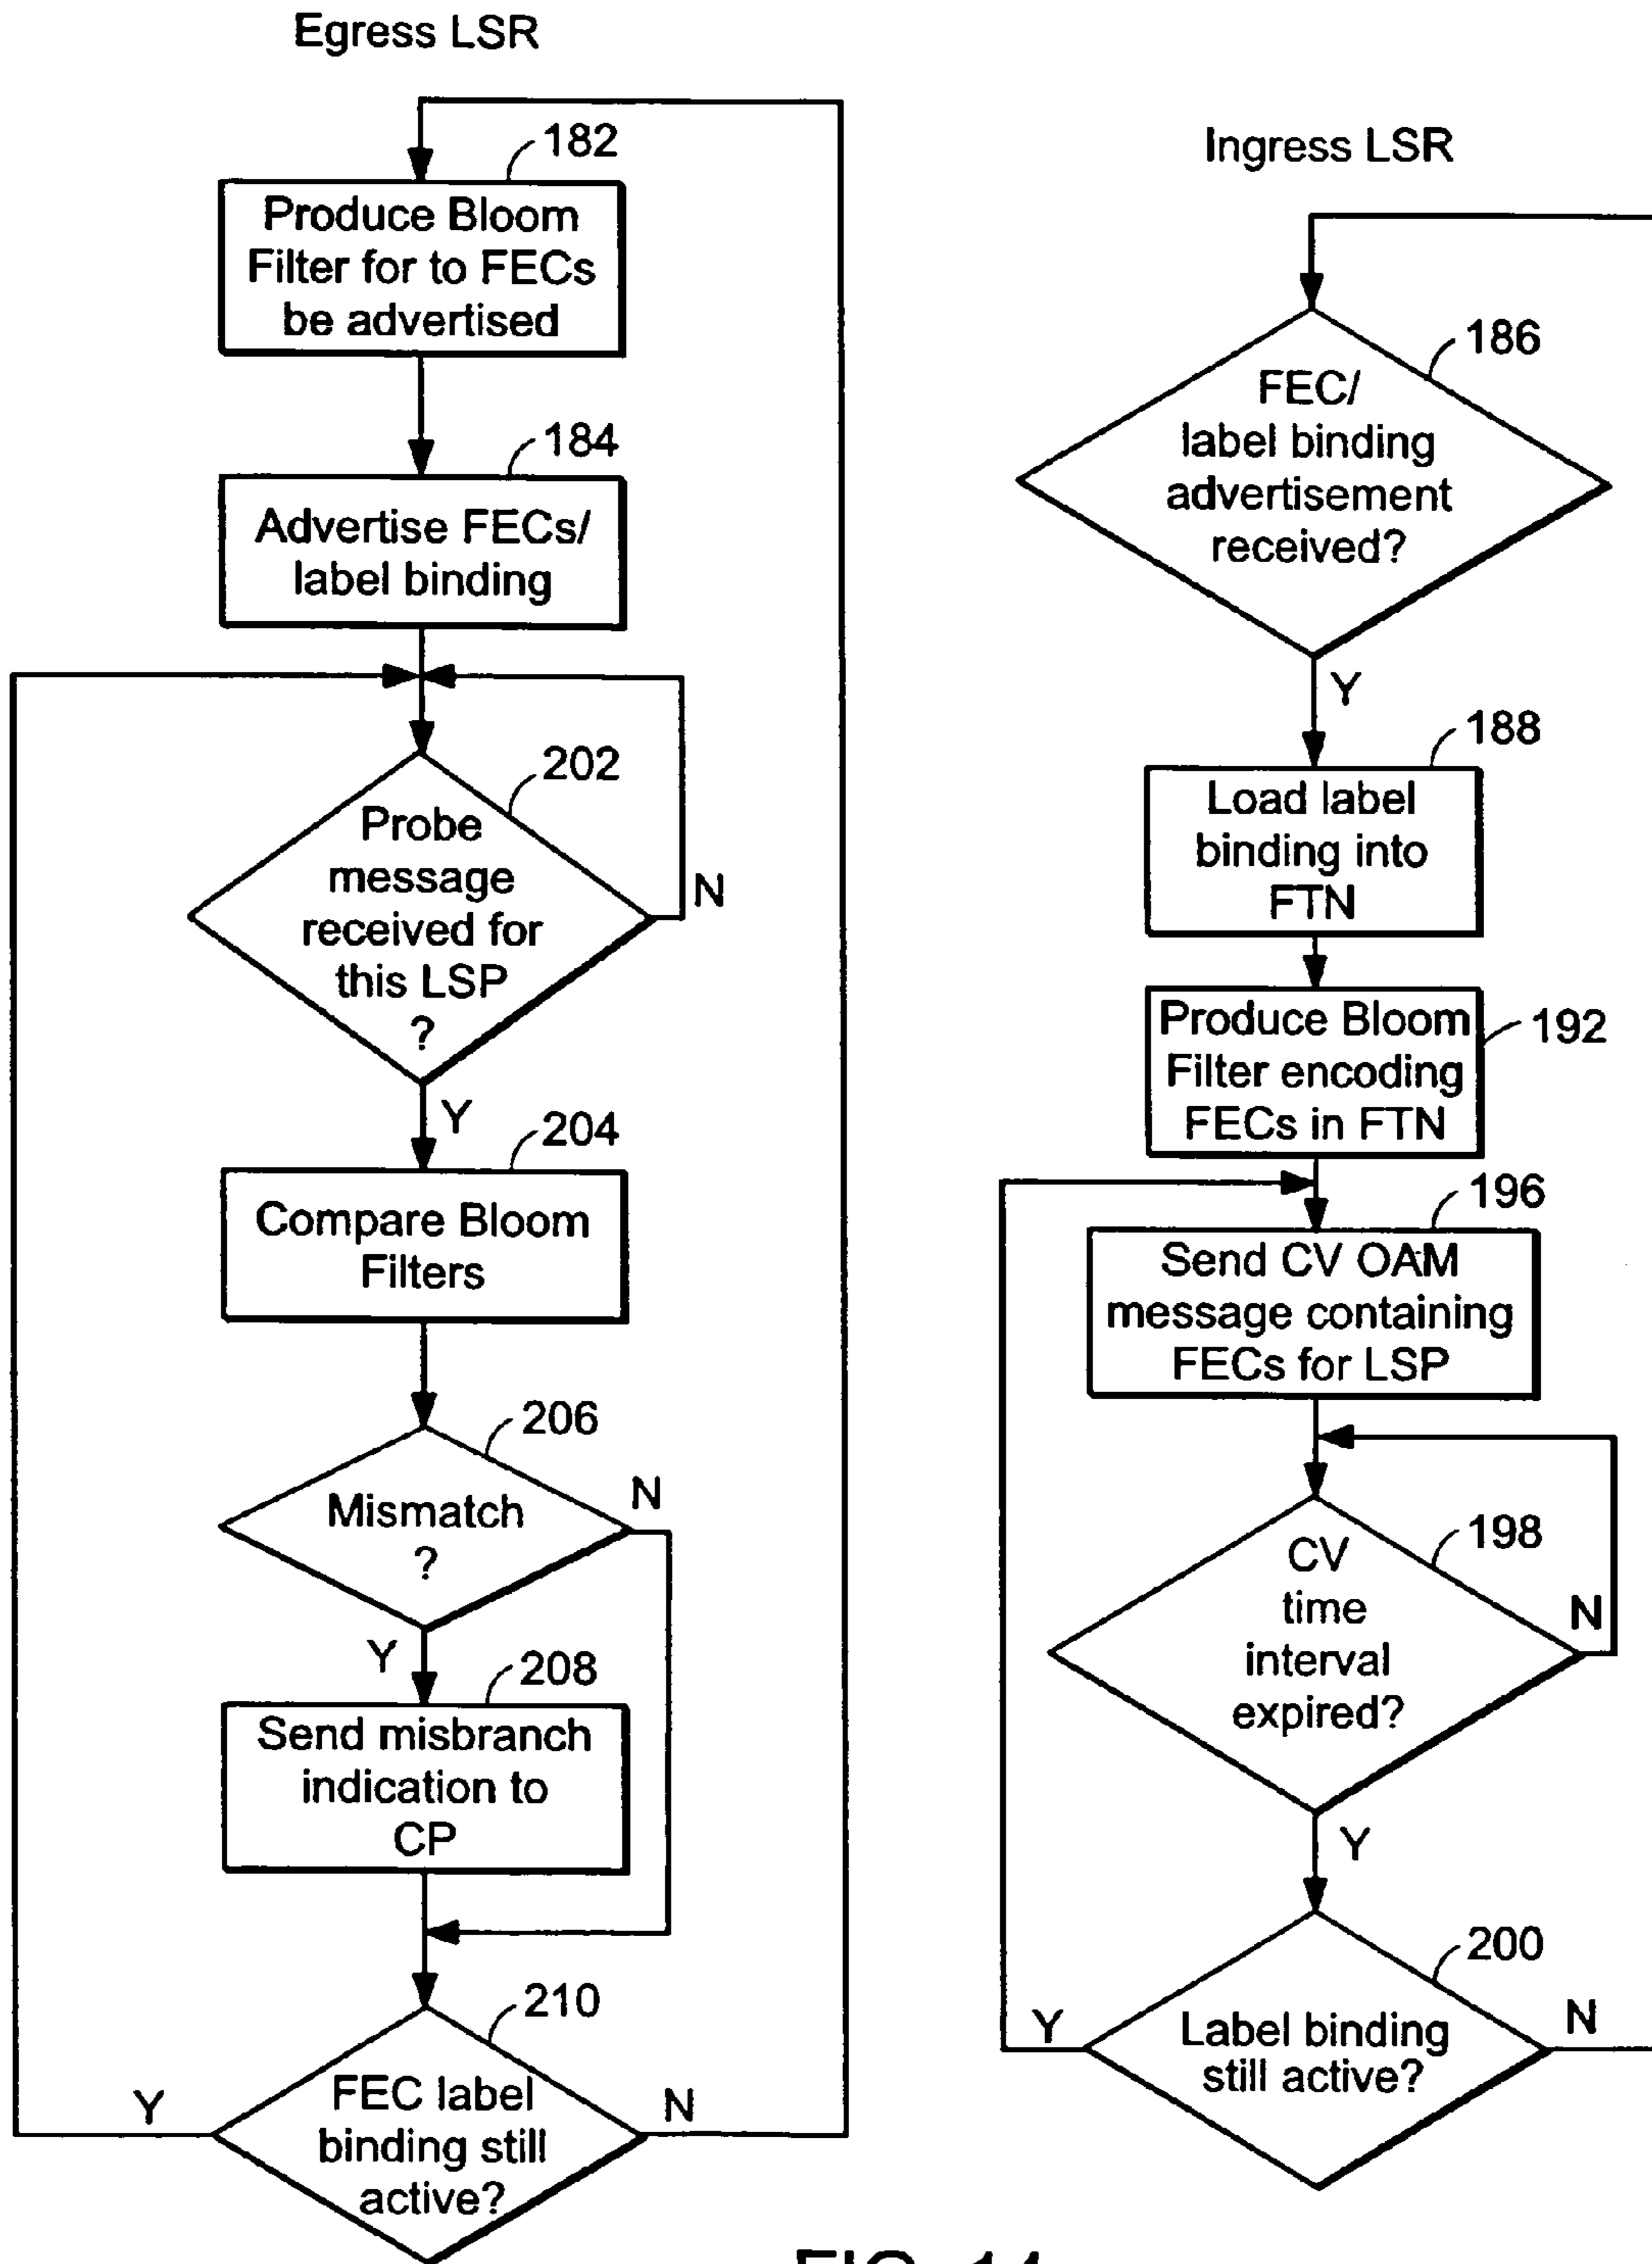 Egress LSR
182
Produce Bloom
Filter for to FECs
be advertised
184
Advertise FECs/
label binding
202
Probe
message
received for
this LSP
?
N
Y
204
Compare Bloom
Filters
206
Mismatch
?
N
Y
208
Send misbranch
indication to
CP
210
FEC label
binding still
active?
Y
N
Ingress LSR
186
FEC/
label binding
advertisement
received?
Y
188
Load label
binding into
FTN
192
Produce Bloom
Filter encoding
FECs in FTN
196
Send CV OAM
message containing
FECs for LSP
198
CV
time
interval
expired?
N
Y
200
Label binding
still active?
Y
N
FIG. 14